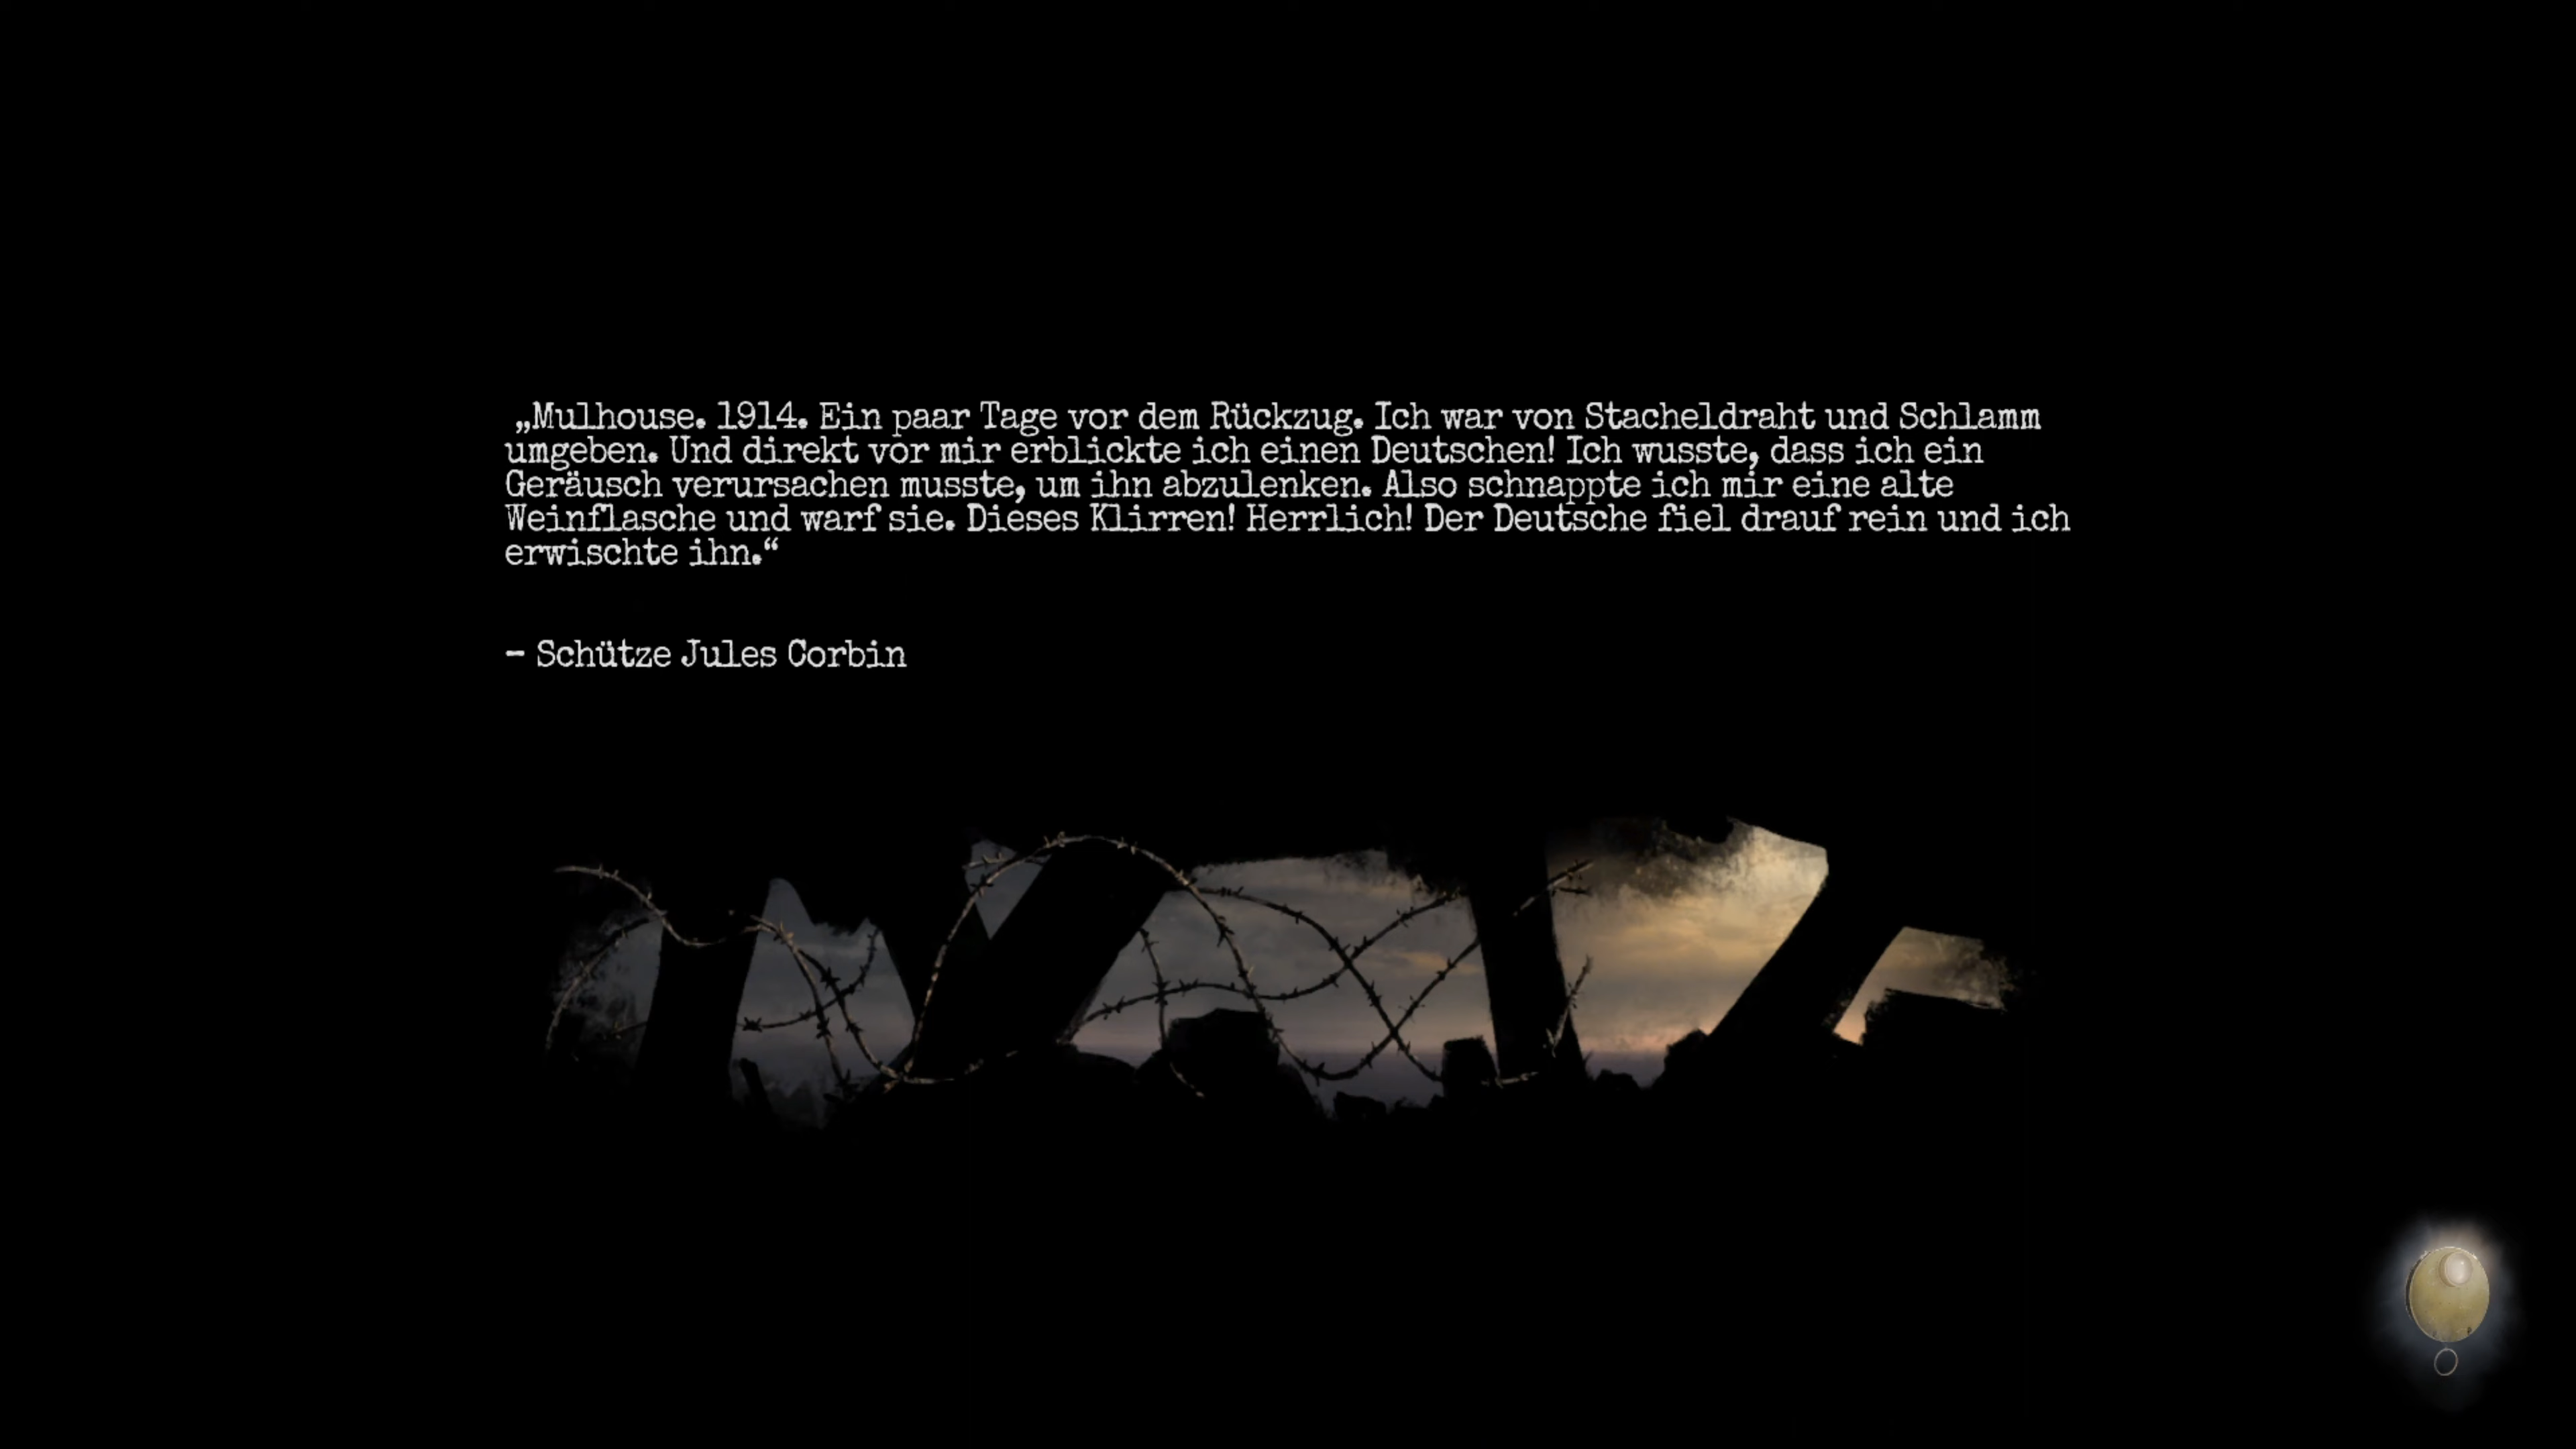 „Mulhouse. 1914. Ein paar Tage vor dem Rückzug. Ich war von Stacheldraht und Schlamm
umgeben. Und direkt vor mir erblickte ich einen Deutschen! Ich wusste, dass ich ein
Geräusch verursachen musste, um ihn abzulenken. Also schnappte ich mir eine alte
Weinflasche und warf sie. Dieses Klirren! Herrlich! Der Deutsche fiel drauf rein und ich
erwischte ihn.“
- Schütze Jules Corbin